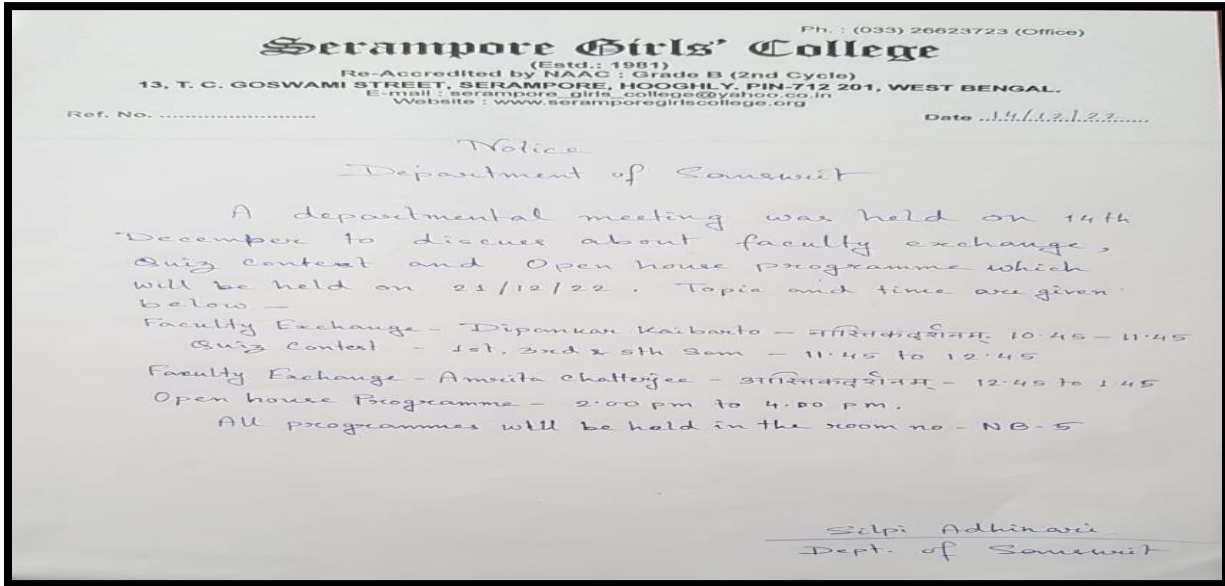 Ph. : (033) 26623723 (Office)
Serampore Girls' College
(Estd.: 1981)
Re-Accredited by NAAC : Grade B (2nd Cycle)
13, T. C. GOSWAMI STREET, SERAMPORE, HOOGHLY. PIN-712 201, WEST BENGAL.
E-mail : serampore_girls_college@yahoo.co.in
Website : www.seramporegirlscollege.org
Ref. No. ..........................
Date ..14/12/22......
Notice
Department of Sanskrit
A departmental meeting was held on 14th
December to discuss about faculty exchange,
Quiz contest and Open house programme which
will be held on 21/12/22. Topic and time are given
below -
Faculty Exchange - Dipankar Kaibarto - नास्तिकदर्शनम्. 10.45 - 11.45
Quiz Contest - 1st, 3rd & 5th Sem - 11.45 to 12.45
Faculty Exchange - Amrita Chatterjee - आस्तिकदर्शनम् - 12.45 to 1.45
Open house Programme - 2.00 pm to 4.00 pm.
All programmes will be held in the room no - NB-5
Silpi Adhikari
Dept. of Sanskrit